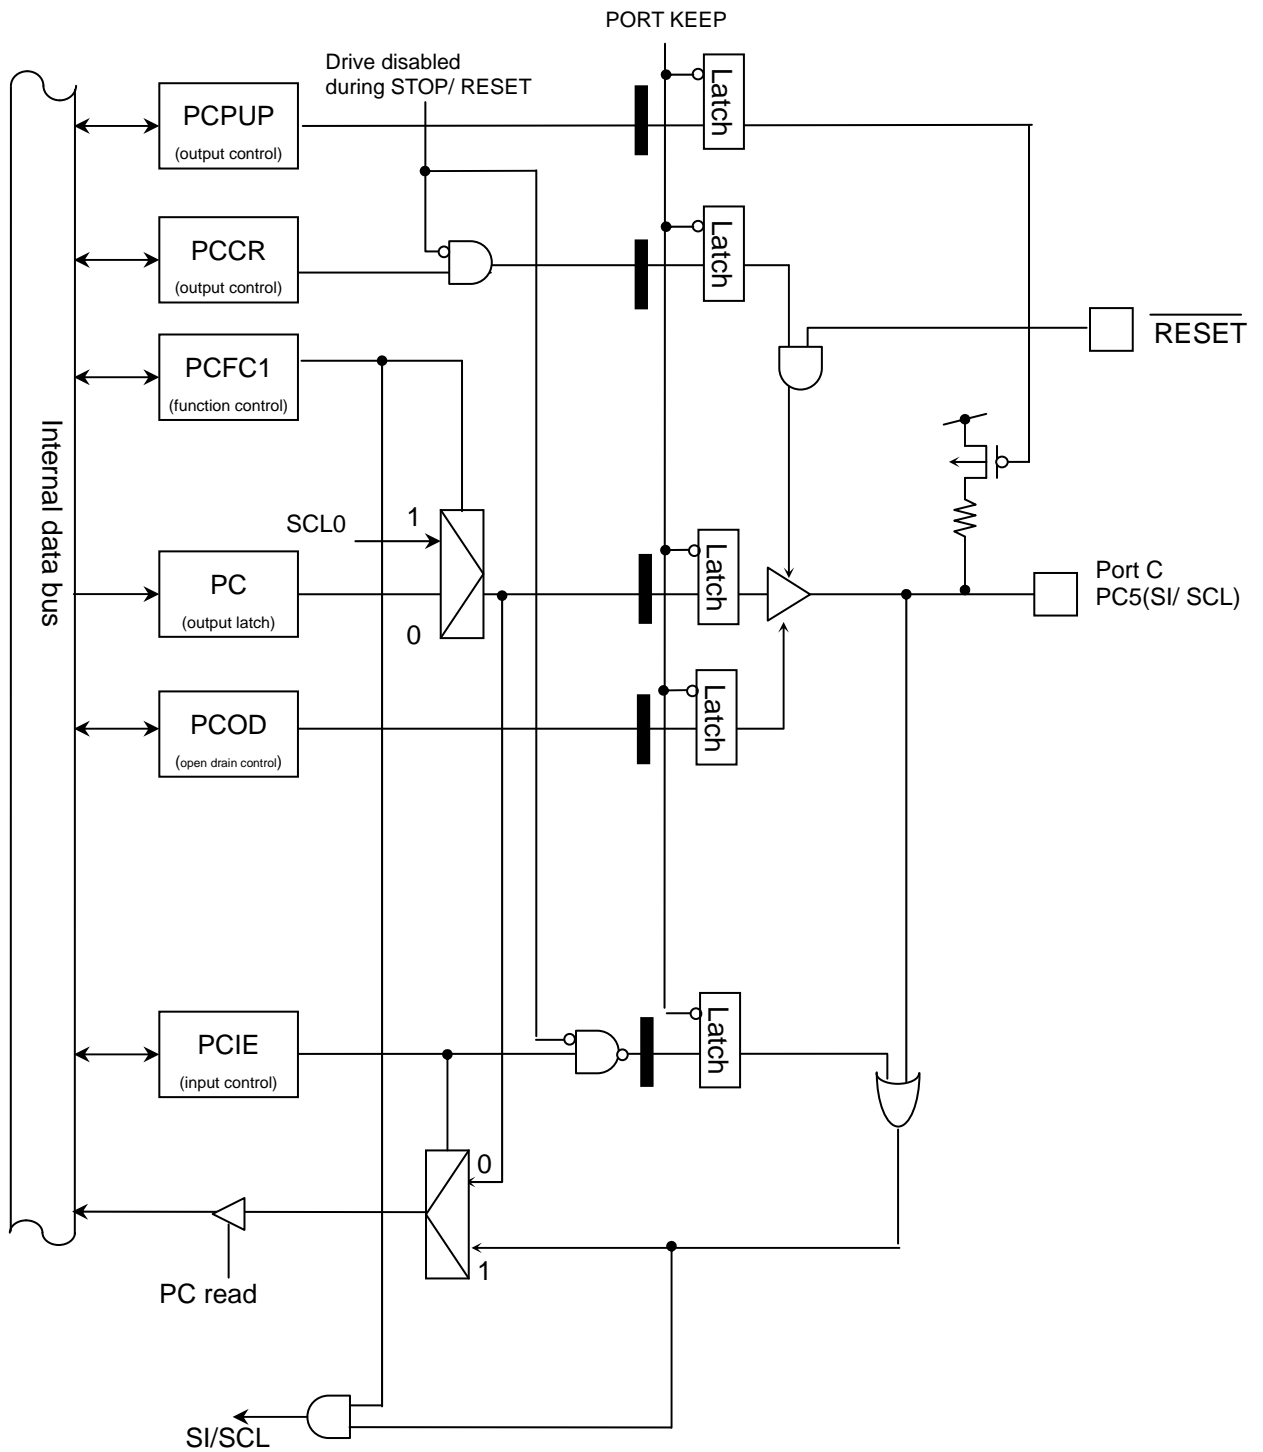 PORT KEEP
Drive disabled
during STOP/ RESET
Latch
PCPUP
(output control)
Latch
PCCR
(output control)
RESET
PCFC1
(function control)
Internal data bus
SCL0
1
Latch
PC
(output latch)
0
Port C
PC5(SI/ SCL)
Latch
PCOD
(open drain control)
Latch
PCIE
(input control)
0
1
PC read
SI/SCL